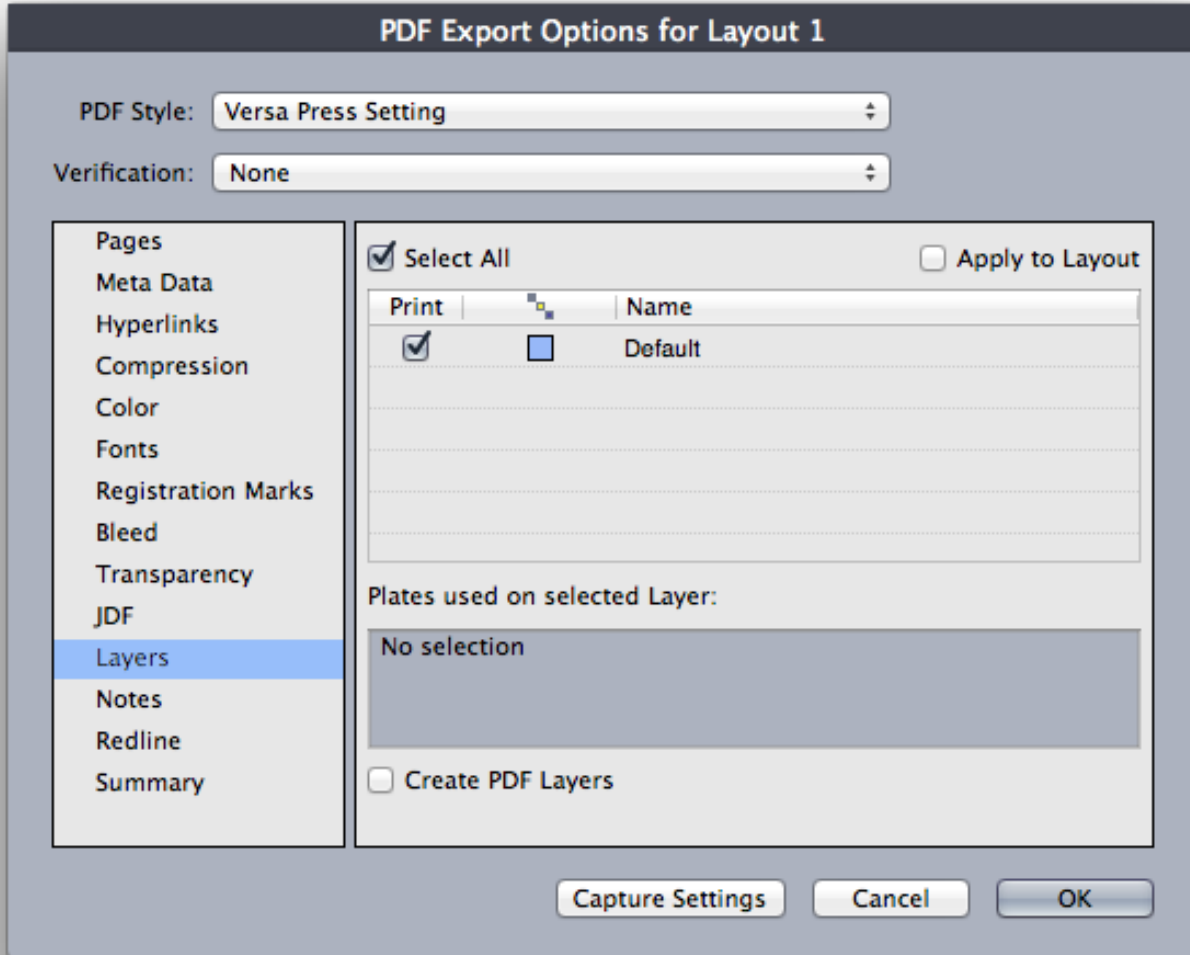 PDF Export Options for Layout 1
PDF Style: Versa Press Setting
Verification: None
Pages
Meta Data
Hyperlinks
Compression
Color
Fonts
Registration Marks
Bleed
Transparency
JDF
Layers
Notes
Redline
Summary
Select All Apply to Layout
Print Name
Default
Plates used on selected Layer:
No selection
Create PDF Layers
Capture Settings Cancel OK